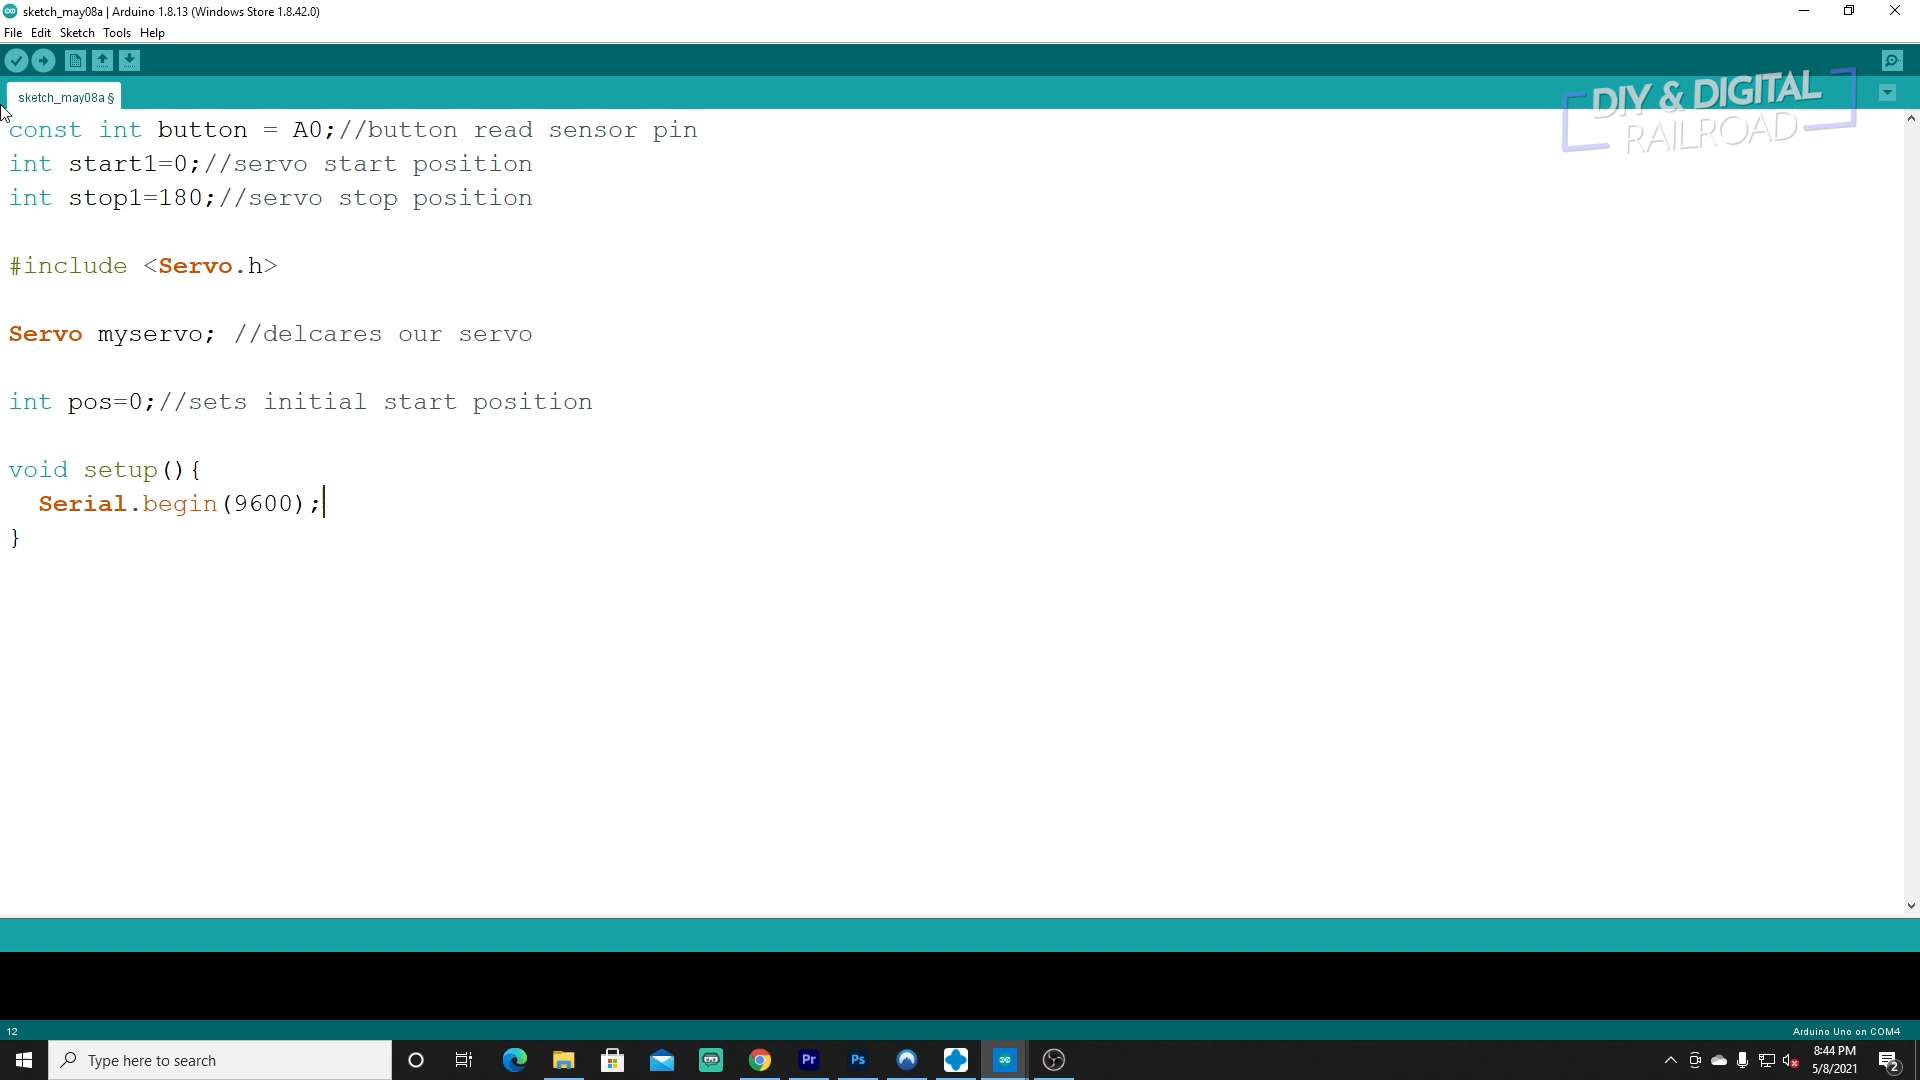 sketch_may08a | Arduino 1.8.13 (Windows Store 1.8.42.0)
File Edit Sketch Tools Help
sketch_may08a §
DIY & DIGITAL
RAILROAD
const int button = A0;//button read sensor pin
int start1=0;//servo start position
int stop1=180;//servo stop position
#include <Servo.h>
Servo myservo; //delcares our servo
int pos=0;//sets initial start position
void setup(){
Serial.begin(9600);
}
12
Arduino Uno on COM4
Type here to search
Pr
Ps
8:44 PM
5/8/2021
2